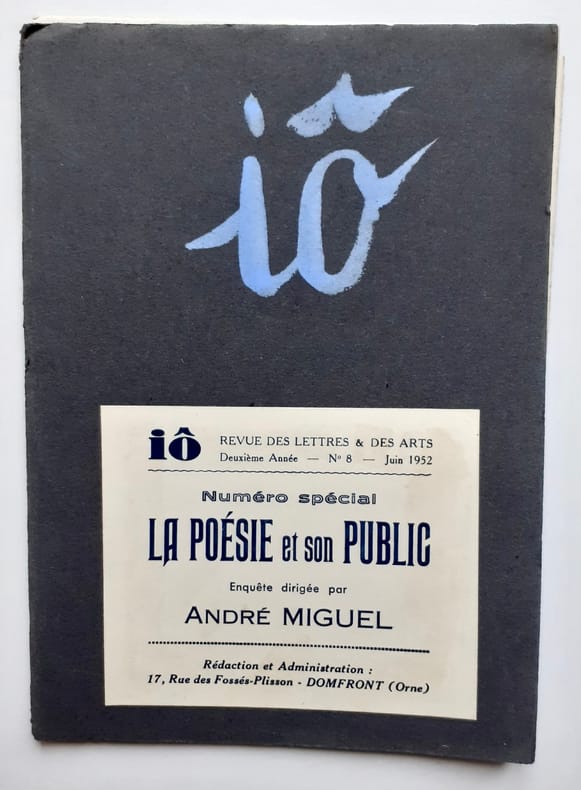 iô
iô REVUE DES LETTRES & DES ARTS
Deuxième Année — Nº 8 — Juin 1952
Numéro spécial
LA POÉSIE et son PUBLIC
Enquête dirigée par
ANDRÉ MIGUEL
Rédaction et Administration :
17, Rue des Fossés-Plisson - DOMFRONT (Orne)